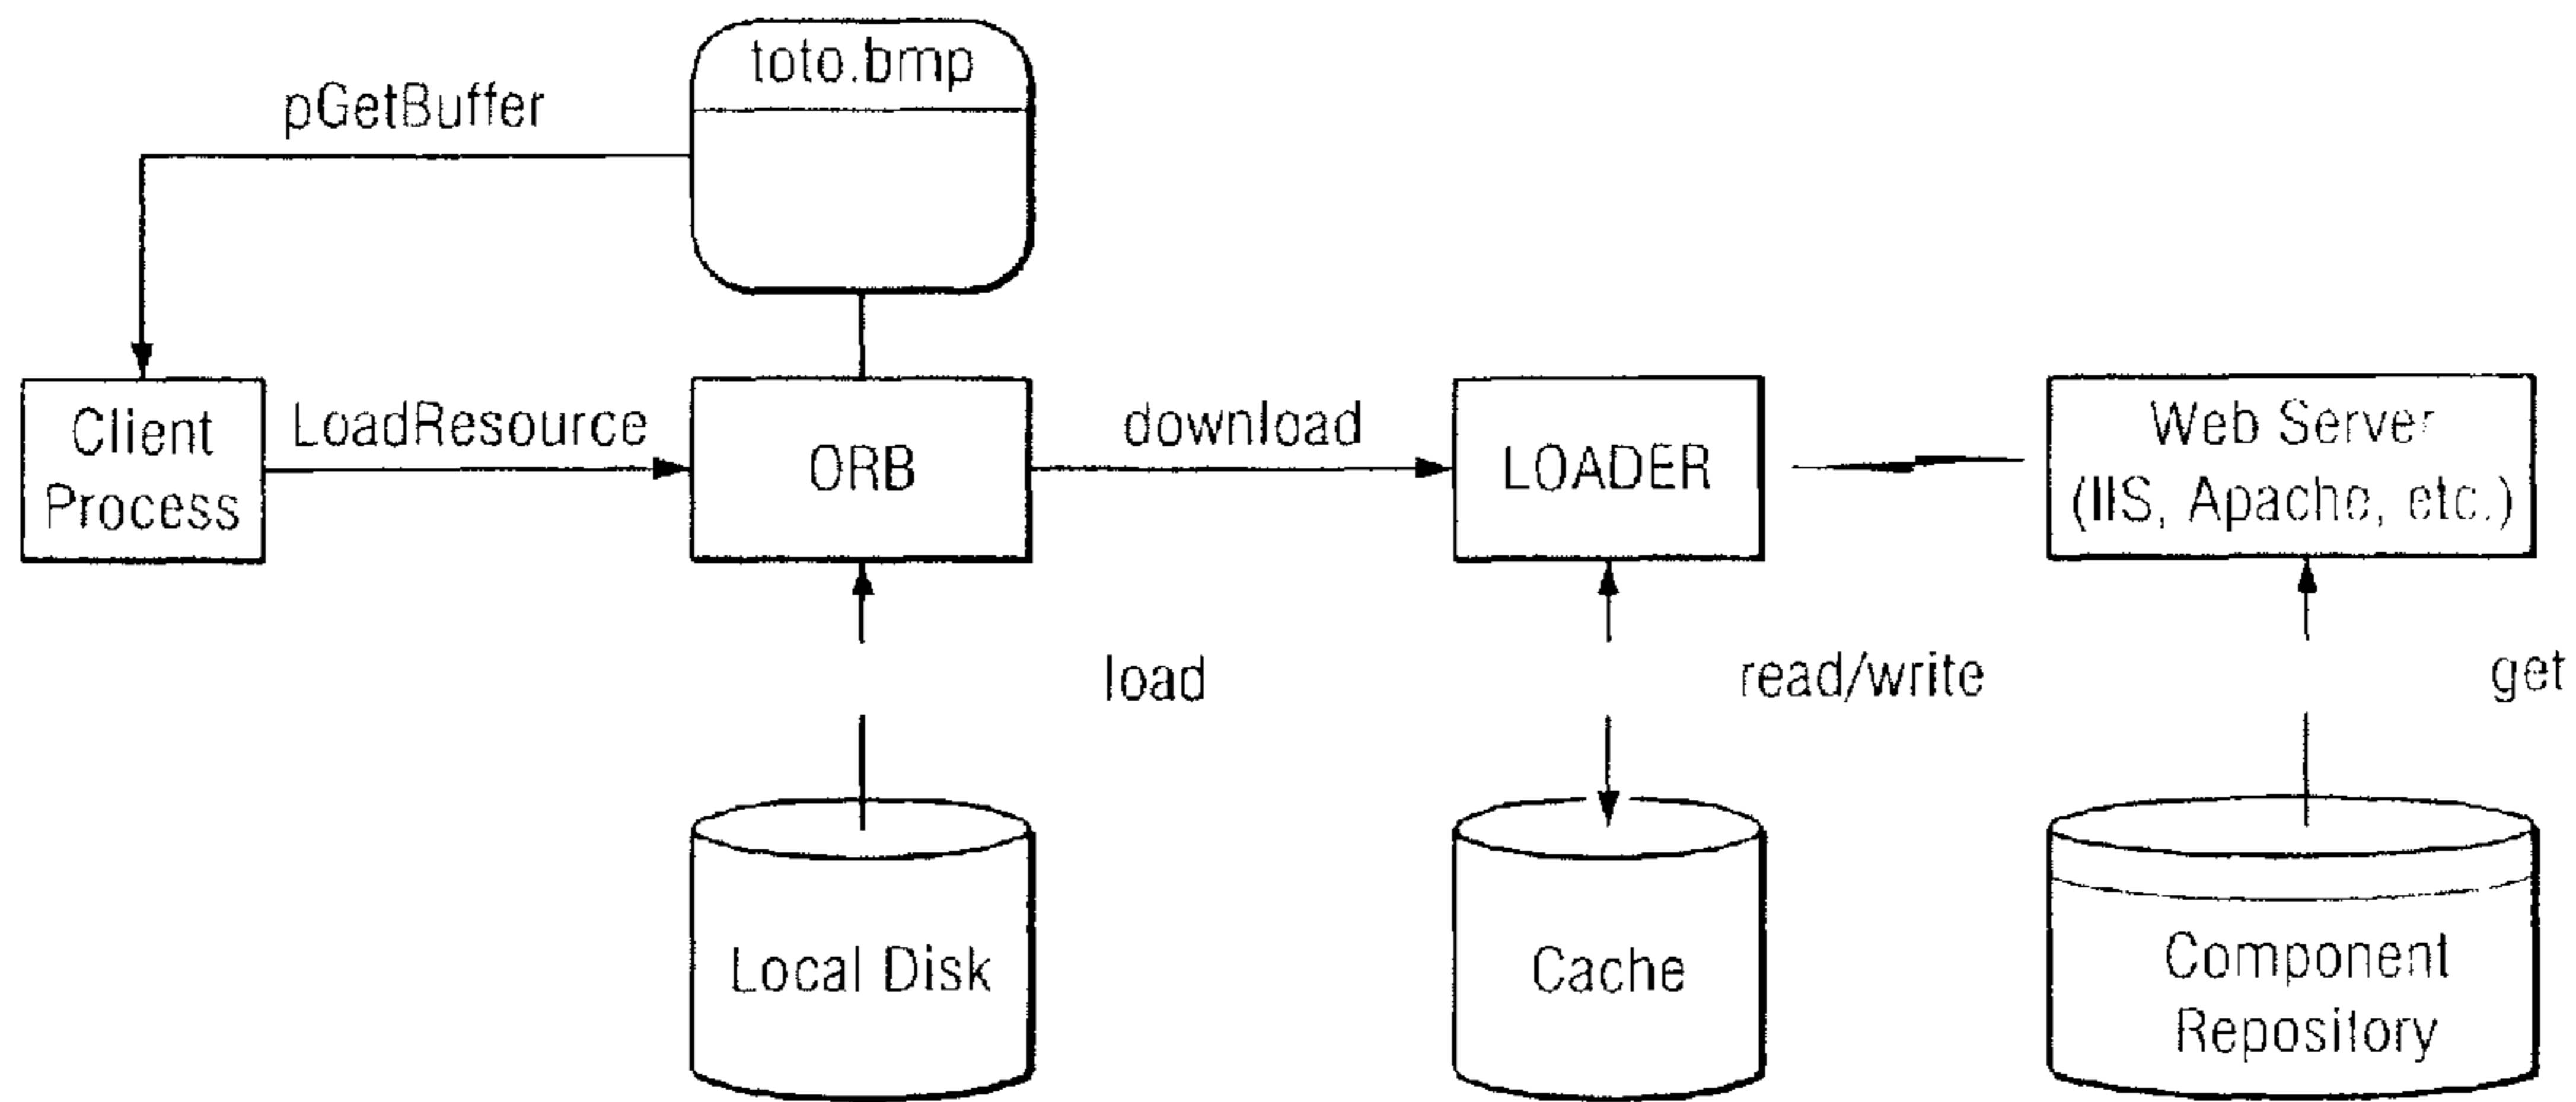 toto.bmp
pGetBuffer
Client
Process
LoadResource
ORB
download
LOADER
Web Server
(IIS, Apache, etc.)
load
read/write
get
Local Disk
Cache
Component
Repository